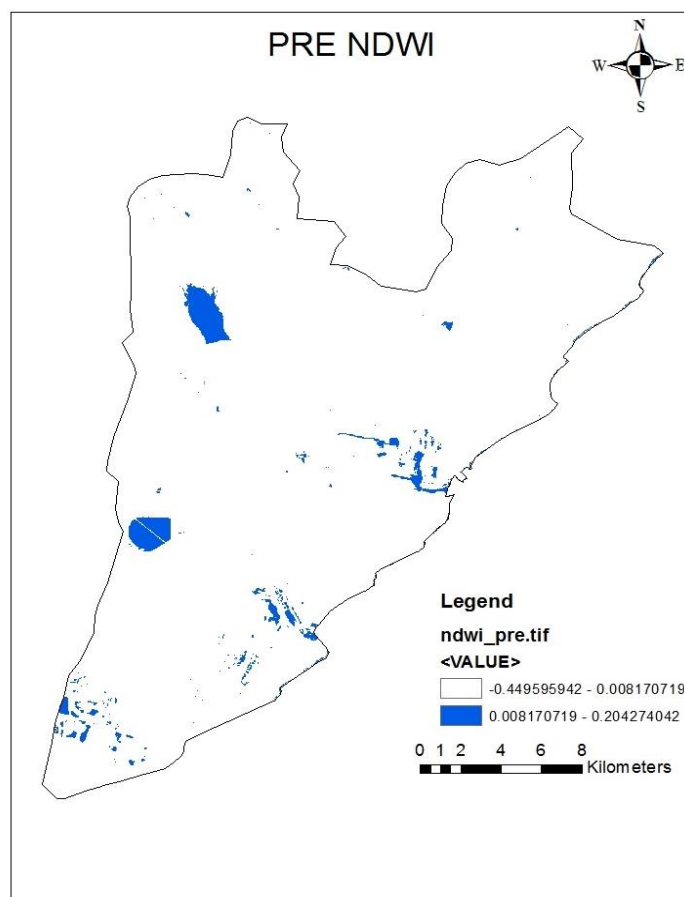 PRE NDWI
N
W E
S
Legend
ndwi_pre.tif
<VALUE>
-0.449595942 - 0.008170719
0.008170719 - 0.204274042
0 1 2 4 6 8
Kilometers